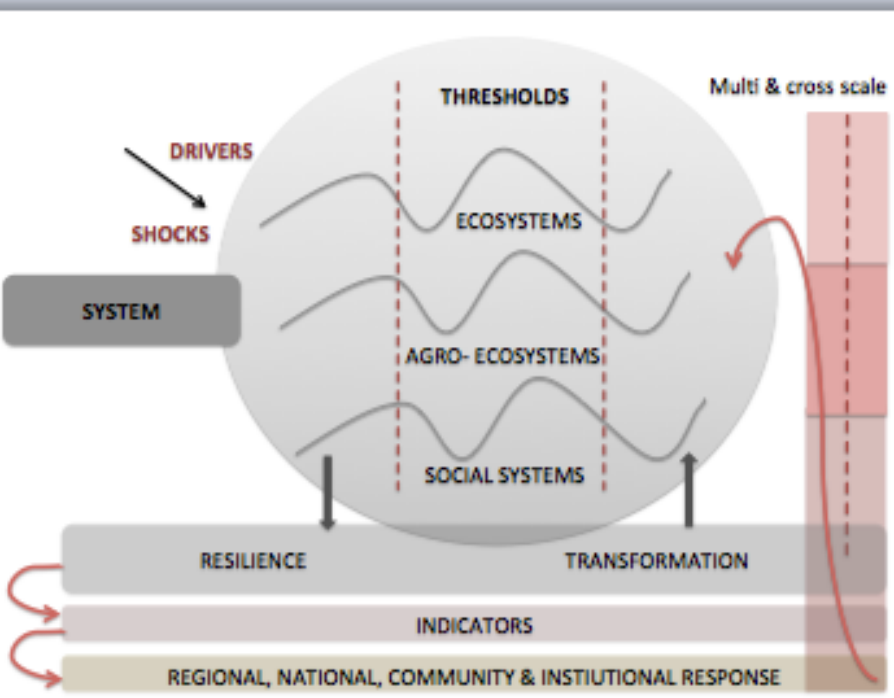 THRESHOLDS
Multi & cross scale
DRIVERS
SHOCKS
ECOSYSTEMS
SYSTEM
AGRO- ECOSYSTEMS
SOCIAL SYSTEMS
RESILIENCE
TRANSFORMATION
INDICATORS
REGIONAL, NATIONAL, COMMUNITY & INSTIUTIONAL RESPONSE